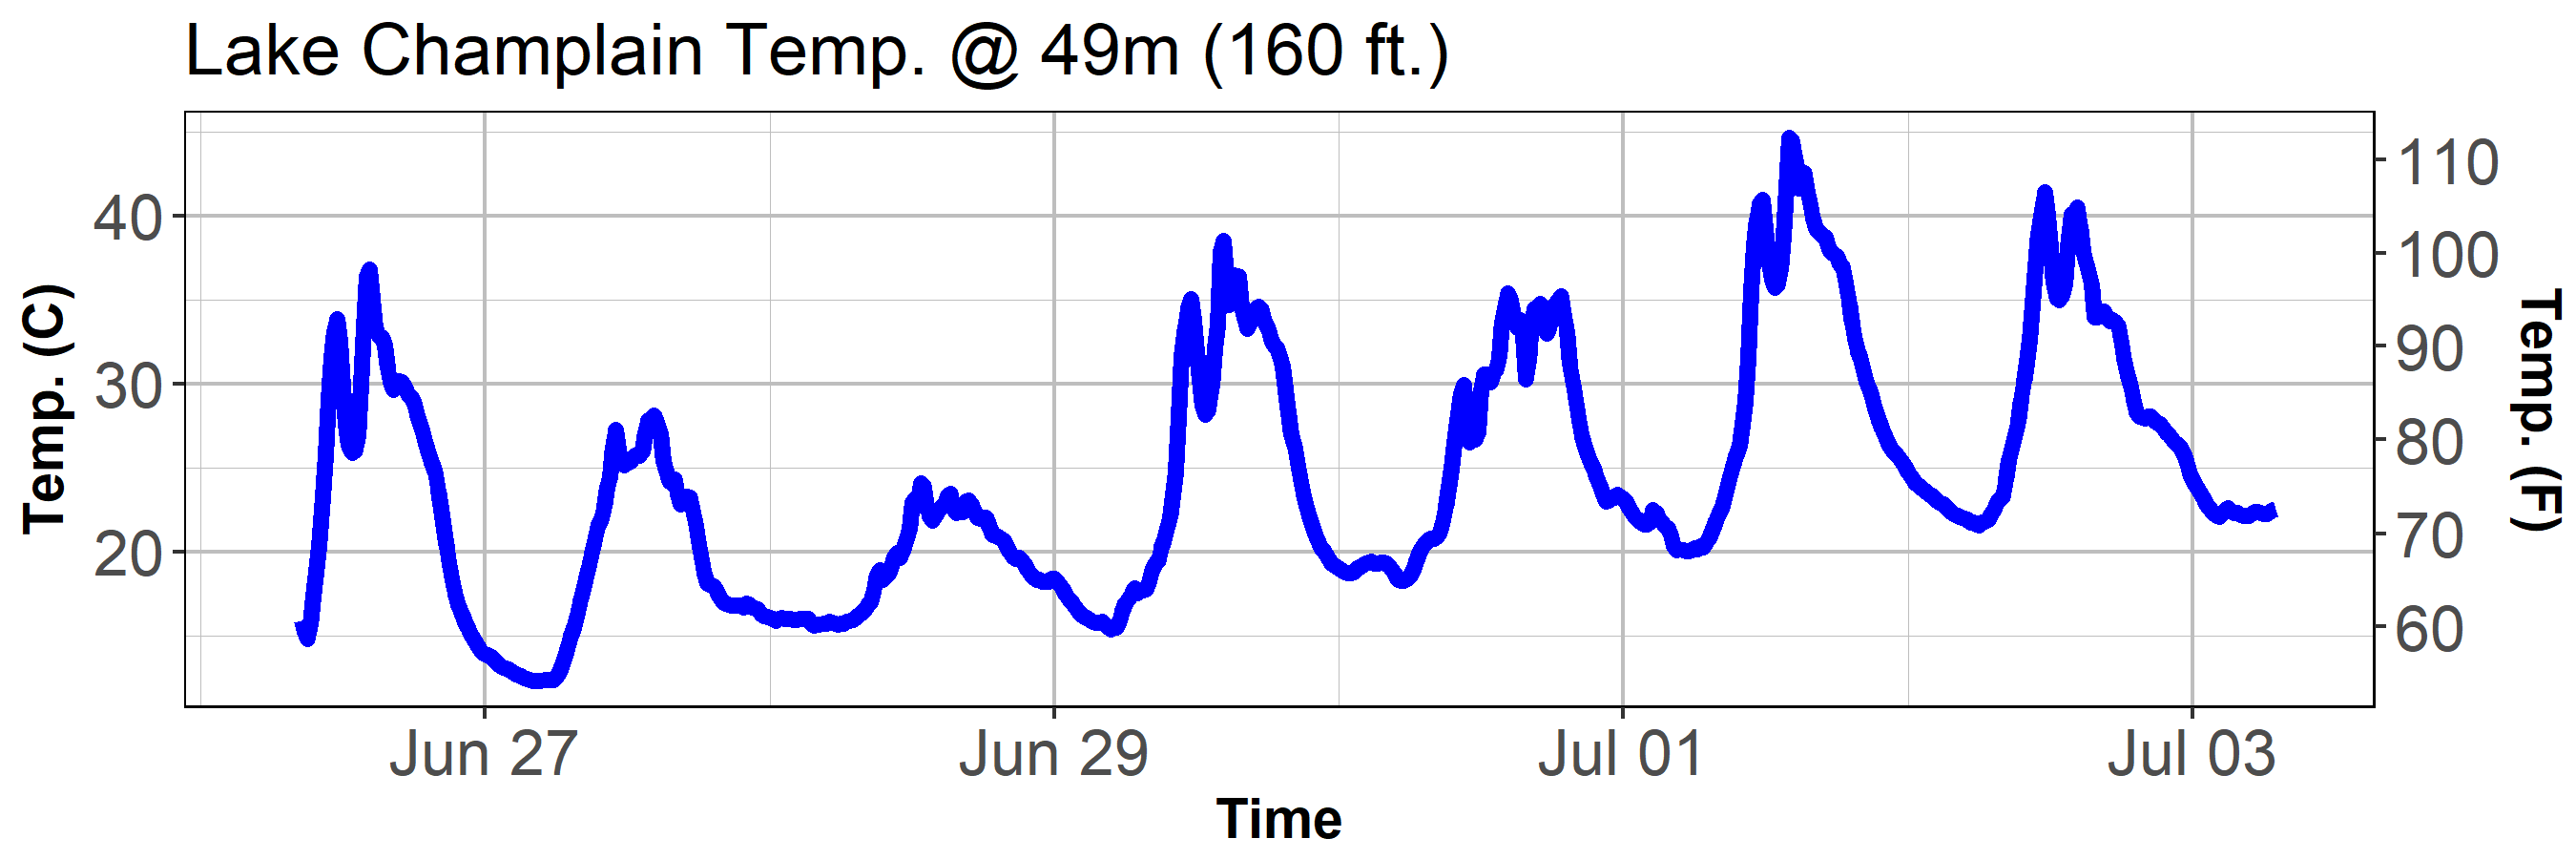 Lake Champlain Temp. @ 49m (160 ft.)
Temp. (C)
40
30
20
110
100
90
80
70
60
Temp. (F)
Jun 27
Jun 29
Jul 01
Jul 03
Time